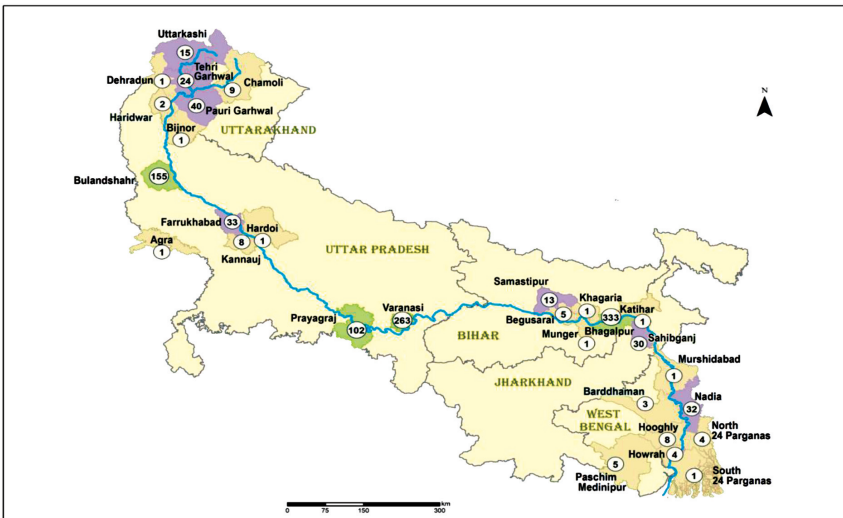 Uttarkashi
15
Tehri
Garhwal
24
Dehradun
1
Chamoli
9
2
40
Pauri Garhwal
Haridwar
Bijnor
1
UTTARAKHAND
N
155
Bulandshahr
Farrukhabad
33
Hardoi
Agra
8
1
1
Kannauj
UTTAR PRADESH
Samastipur
13
Khagaria
1
Katihar
Varanasi
263
Prayagraj
102
5
333
1
Begusarai
Bhagalpur
Sahibganj
BIHAR
Munger
1
30
Murshidabad
1
JHARKHAND
Barddhaman
3
Nadia
32
WEST
BENGAL
North
24 Parganas
Hooghly
8
4
Howrah
4
5
Paschim
Medinipur
South
24 Parganas
1
km
0 75 150 300